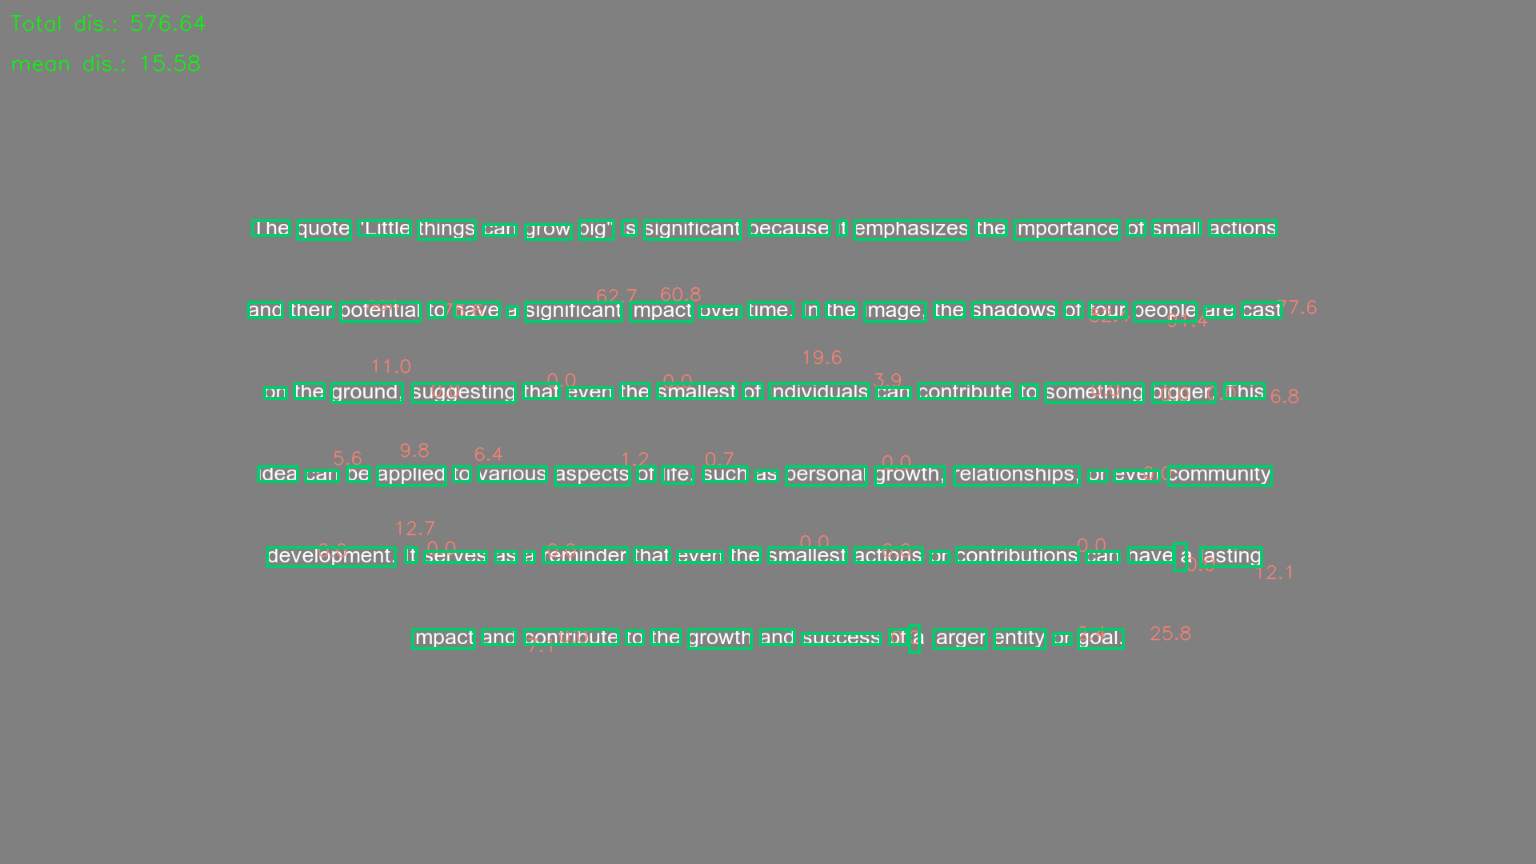 Total dis.: 576.64
mean dis.: 15.58
The quote "Little things can grow big" is significant because it emphasizes the importance of small actions
and their potential to have a significant impact over time. In the image, the shadows of four people are cast
62.7 60.8 77.6
on the ground, suggesting that even the smallest of individuals can contribute to something bigger. This
11.0 0.0 0.0 19.6 3.9 6.8
idea can be applied to various aspects of life, such as personal growth, relationships, or even community
5.6 9.8 6.4 1.2 0.7 0.0
development. It serves as a reminder that even the smallest actions or contributions can have a lasting
12.7 0.0 0.0 0.0 12.1
impact and contribute to the growth and success of a larger entity or goal.
25.8